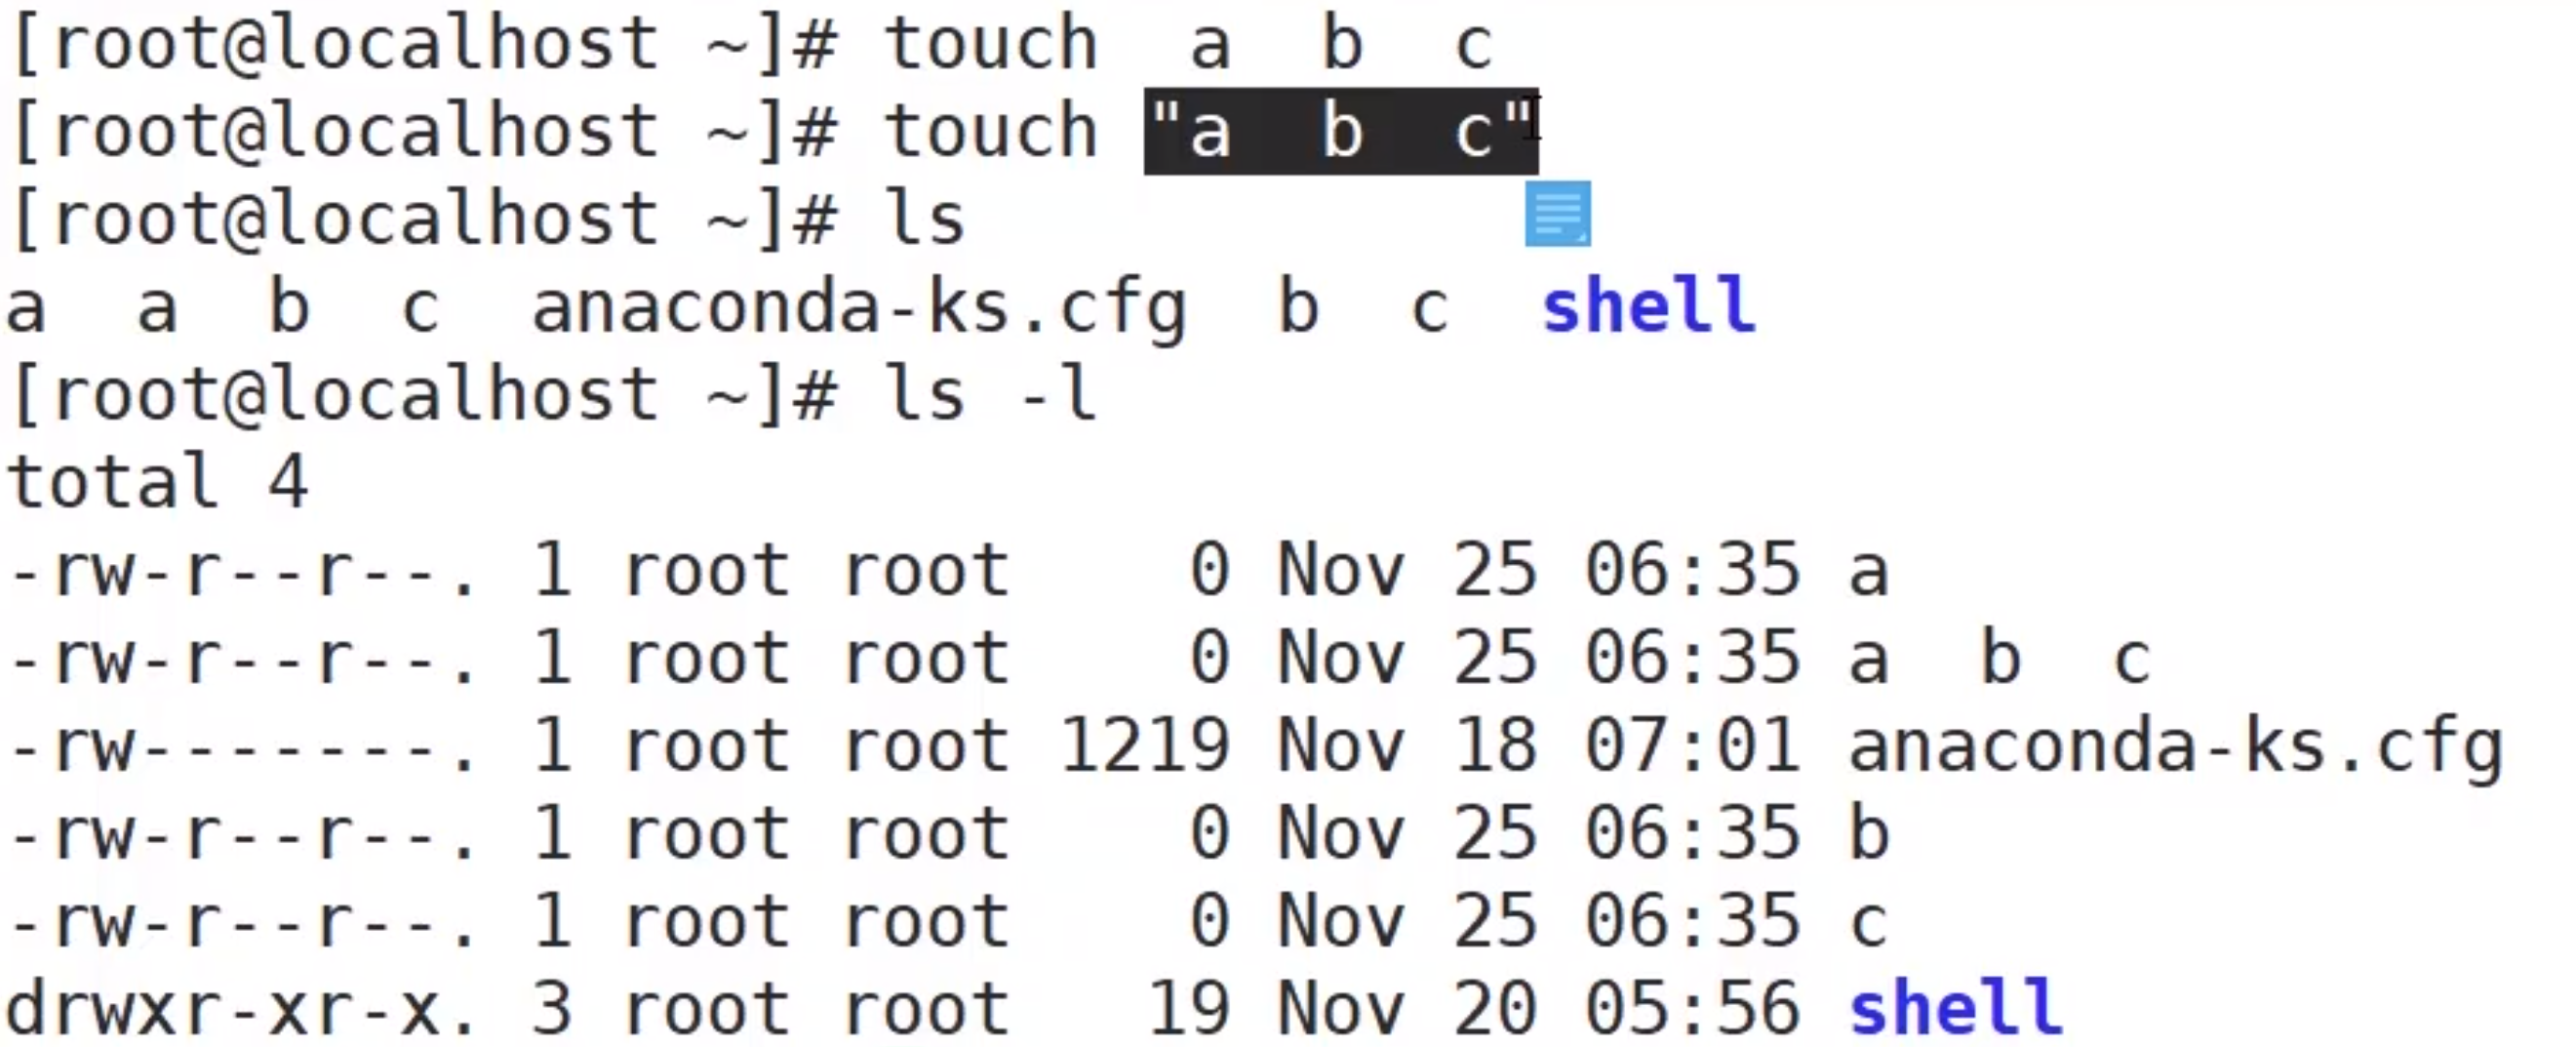 [root@localhost ~]# touch  a  b  c
[root@localhost ~]# touch "a  b  c"
[root@localhost ~]# ls
a  a  b  c  anaconda-ks.cfg  b  c  shell
[root@localhost ~]# ls -l
total 4
-rw-r--r--. 1 root root    0 Nov 25 06:35 a
-rw-r--r--. 1 root root    0 Nov 25 06:35 a  b  c
-rw-------. 1 root root 1219 Nov 18 07:01 anaconda-ks.cfg
-rw-r--r--. 1 root root    0 Nov 25 06:35 b
-rw-r--r--. 1 root root    0 Nov 25 06:35 c
drwxr-xr-x. 3 root root   19 Nov 20 05:56 shell